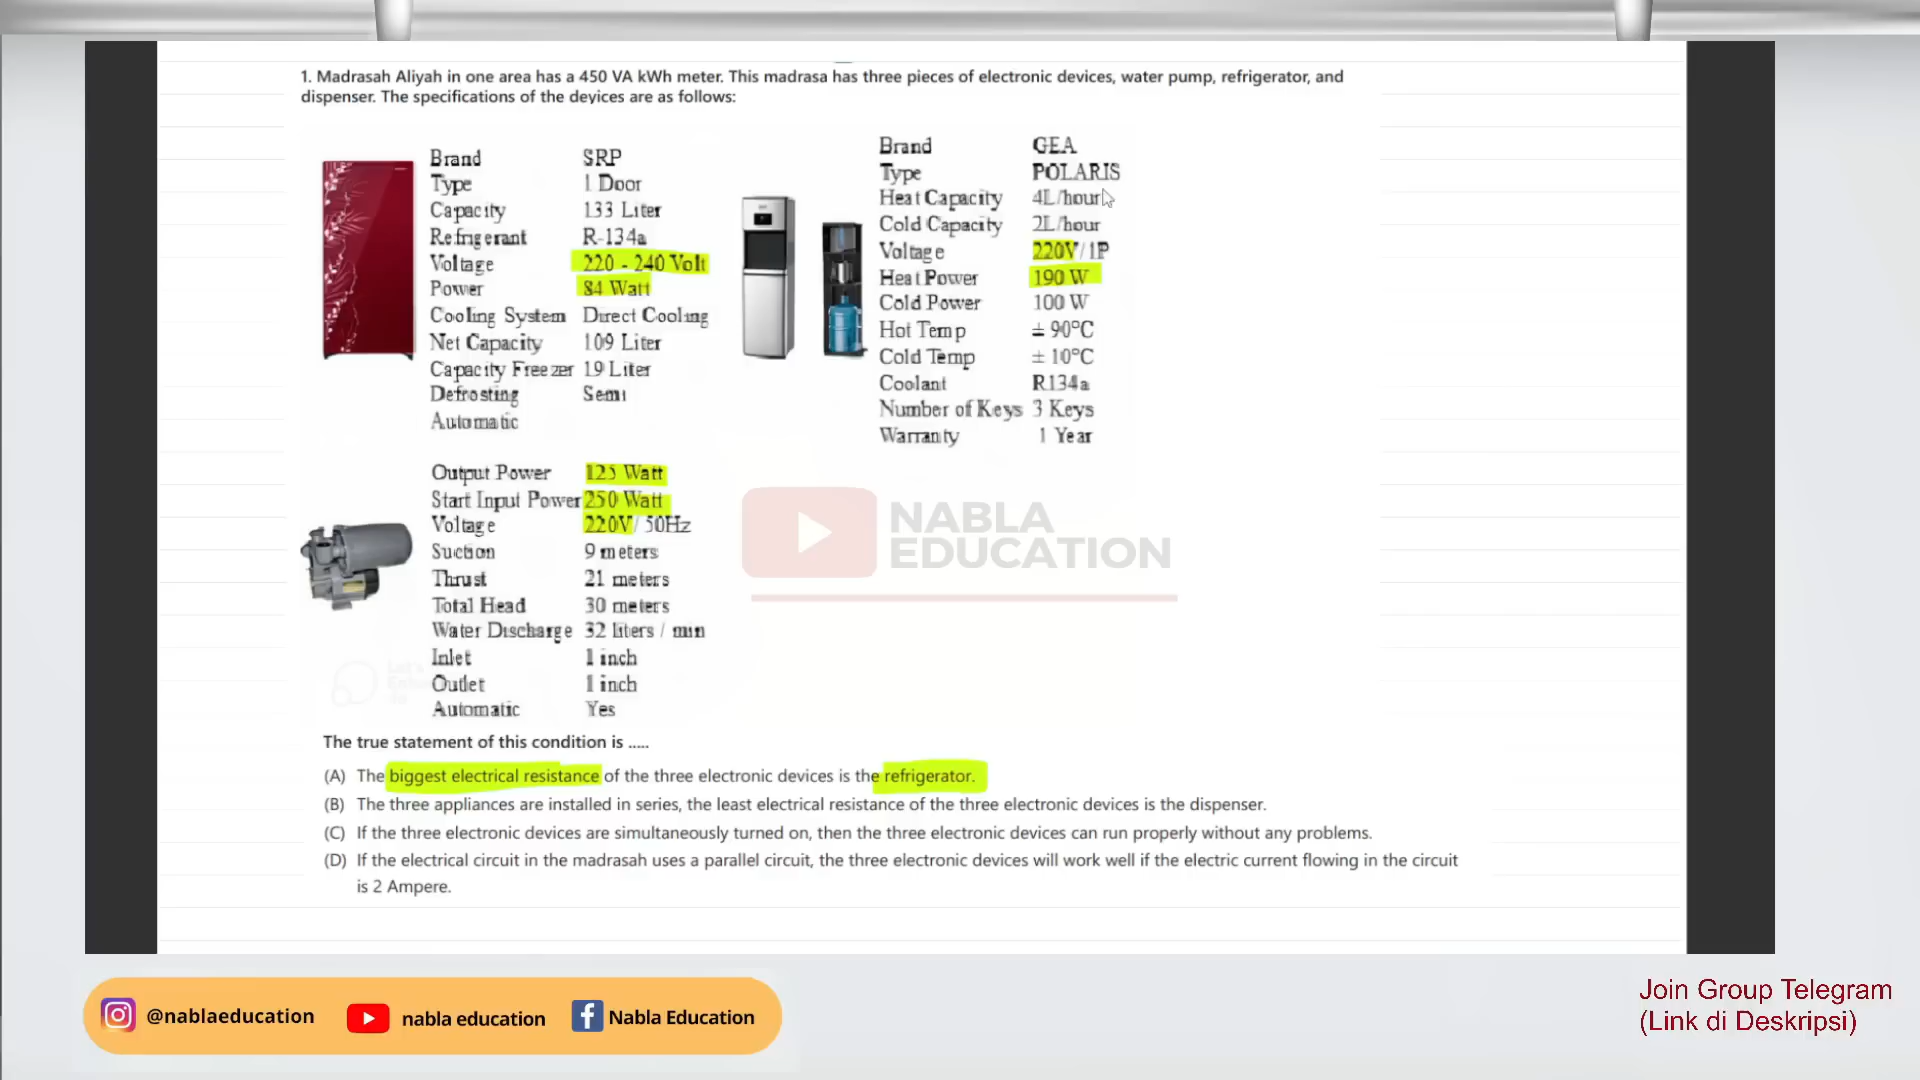 1. Madrasah Aliyah in one area has a 450 VA kWh meter. This madrasa has three pieces of electronic devices, water pump, refrigerator, and
dispenser. The specifications of the devices are as follows:
Brand SRP
Type 1 Door
Capacity 133 Liter
Refrigerant R-134a
Voltage 220 - 240 Volt
Power 84 Watt
Cooling System Direct Cooling
Net Capacity 109 Liter
Capacity Freezer 19 Liter
Defrosting Semi
Automatic
Brand GEA
Type POLARIS
Heat Capacity 4L/hour
Cold Capacity 2L/hour
Voltage 220V/1P
Heat Power 190 W
Cold Power 100 W
Hot Temp ± 90°C
Cold Temp ± 10°C
Coolant R134a
Number of Keys 3 Keys
Warranty 1 Year
Output Power 125 Watt
Start Input Power 250 Watt
Voltage 220V/ 50Hz
Suction 9 meters
Thrust 21 meters
Total Head 30 meters
Water Discharge 32 liters / min
Inlet 1 inch
Outlet 1 inch
Automatic Yes
NABLA
EDUCATION
The true statement of this condition is .....
(A) The biggest electrical resistance of the three electronic devices is the refrigerator.
(B) The three appliances are installed in series, the least electrical resistance of the three electronic devices is the dispenser.
(C) If the three electronic devices are simultaneously turned on, then the three electronic devices can run properly without any problems.
(D) If the electrical circuit in the madrasah uses a parallel circuit, the three electronic devices will work well if the electric current flowing in the circuit
is 2 Ampere.
@nablaeducation nabla education Nabla Education
Join Group Telegram
(Link di Deskripsi)